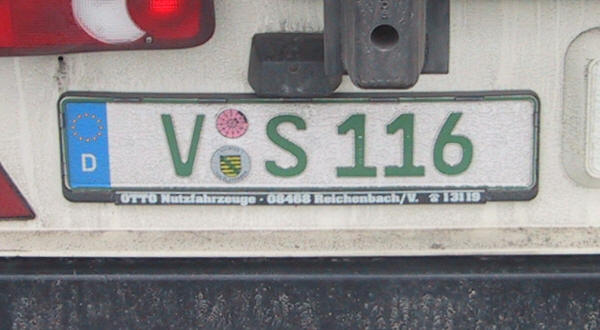 D V S 116
OTTO Nutzfahrzeuge · 08468 Reichenbach/V. ☎ 13119